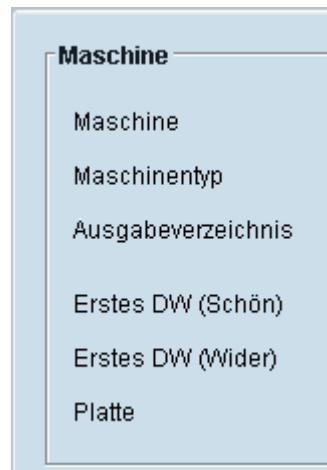 Maschine
Maschine
Maschinentyp
Ausgabeverzeichnis
Erstes DW (Schön)
Erstes DW (Wider)
Platte